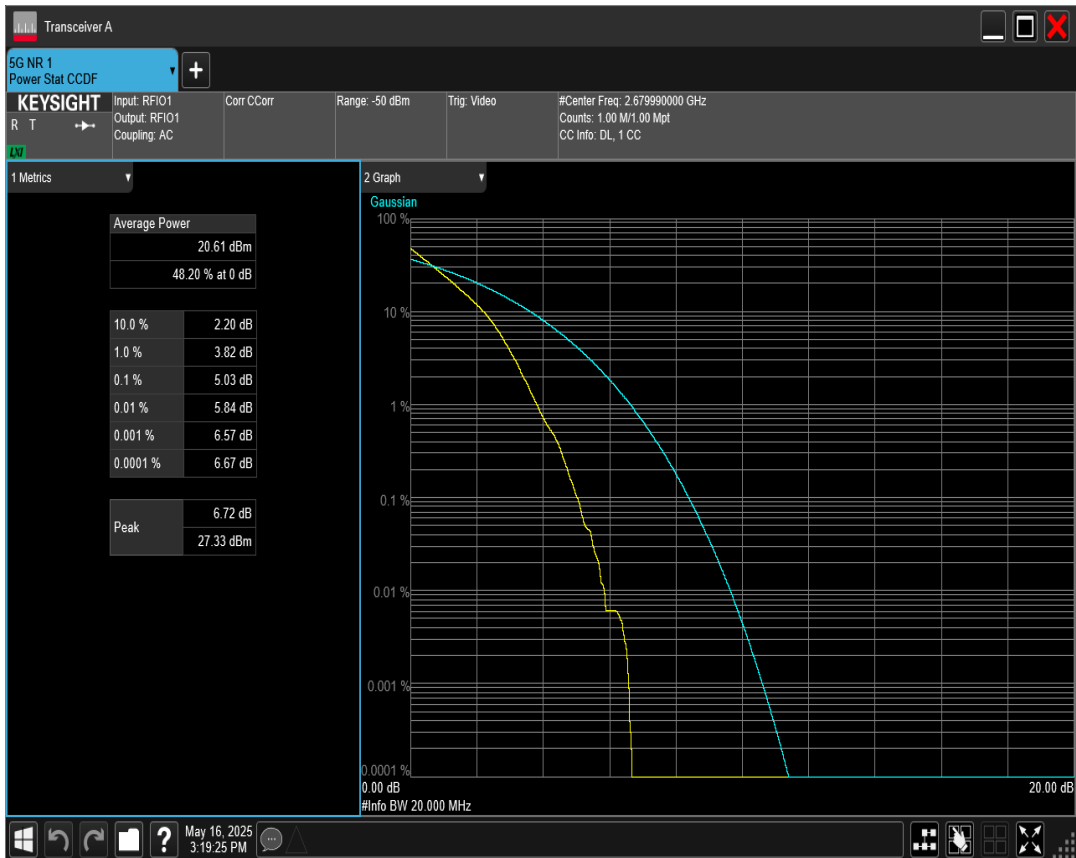 Transceiver A
5G NR 1
Power Stat CCDF
+
KEYSIGHT
R T
LXI
Input: RFIO1
Output: RFIO1
Coupling: AC
Corr CCorr
Range: -50 dBm
Trig: Video
#Center Freq: 2.679990000 GHz
Counts: 1.00 M/1.00 Mpt
CC Info: DL, 1 CC
1 Metrics
Average Power
20.61 dBm
48.20 % at 0 dB
10.0 % 2.20 dB
1.0 % 3.82 dB
0.1 % 5.03 dB
0.01 % 5.84 dB
0.001 % 6.57 dB
0.0001 % 6.67 dB
Peak
6.72 dB
27.33 dBm
2 Graph
Gaussian
100 %
10 %
1 %
0.1 %
0.01 %
0.001 %
0.0001 %
0.00 dB 20.00 dB
#Info BW 20.000 MHz
?
May 16, 2025
3:19:25 PM